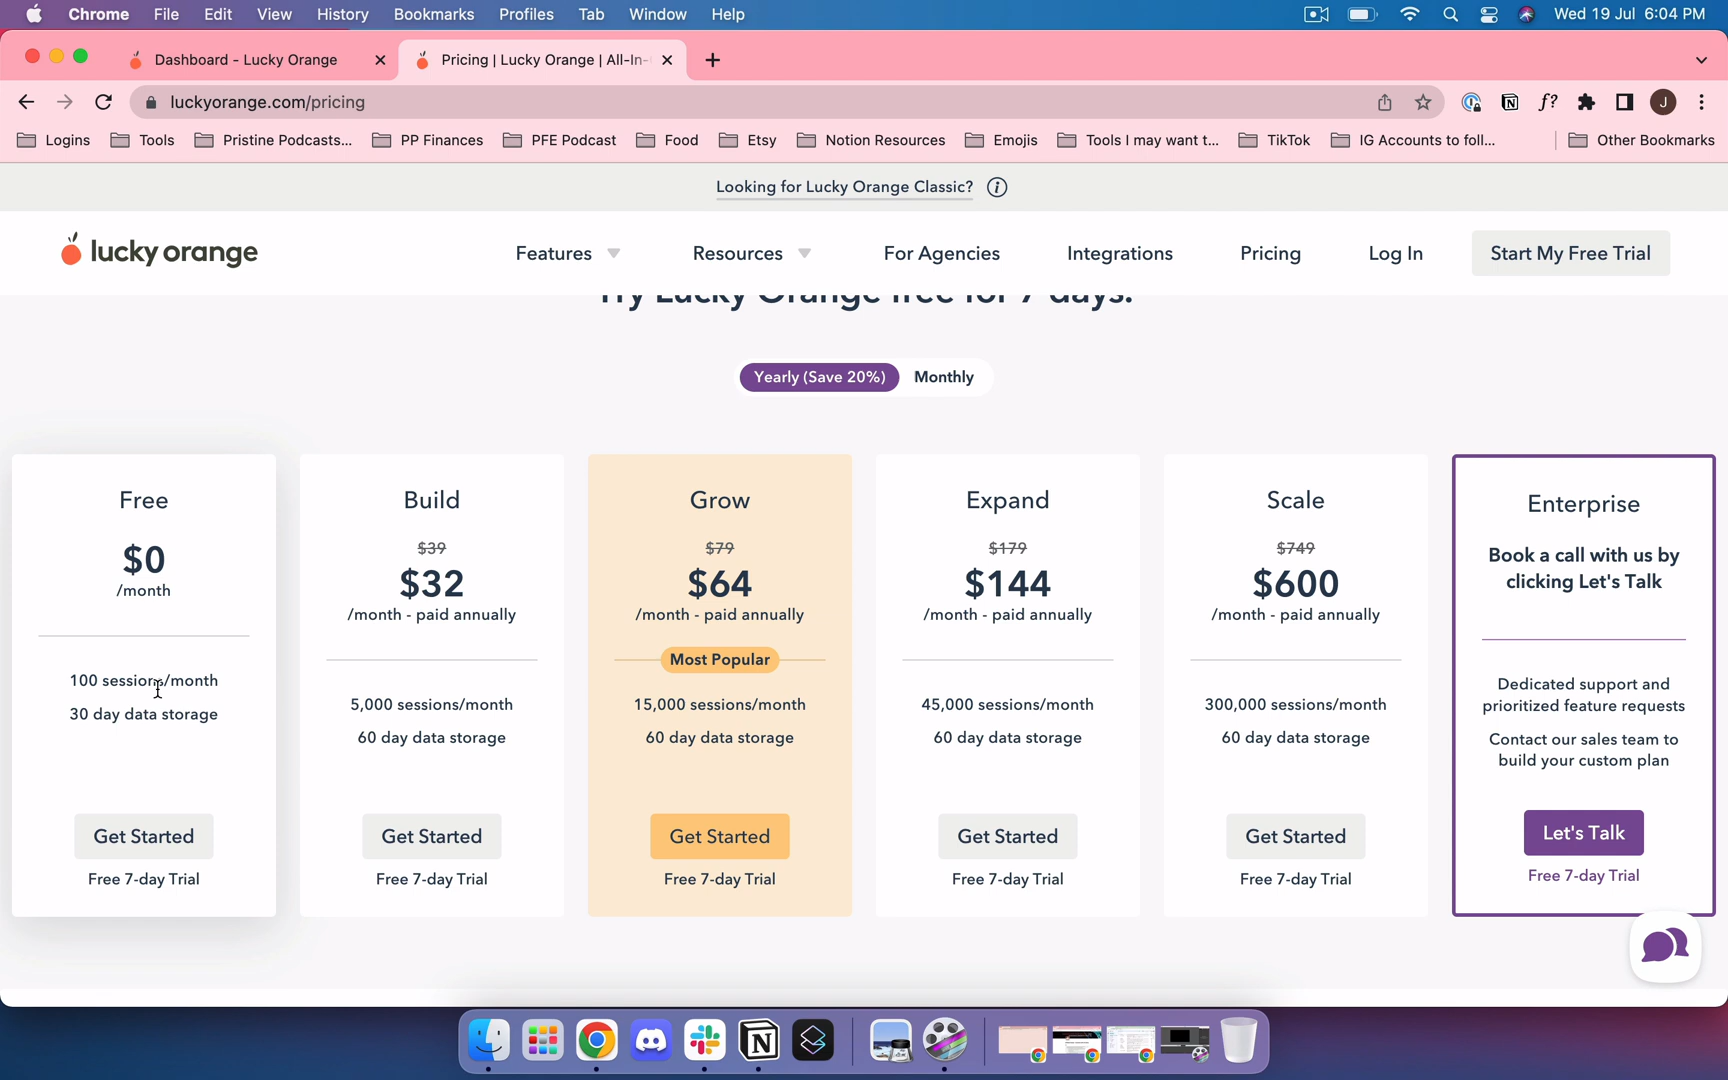 Chrome File Edit View History Bookmarks Profiles Tab Window Help Wed 19 Jul 6:04 PM
Dashboard - Lucky Orange Pricing | Lucky Orange | All-In-
luckyorange.com/pricing f? J
Logins Tools Pristine Podcasts... PP Finances PFE Podcast Food Etsy Notion Resources Emojis Tools I may want t... TikTok IG Accounts to foll... Other Bookmarks
Looking for Lucky Orange Classic? i
lucky orange Features Resources For Agencies Integrations Pricing Log In Start My Free Trial
Try Lucky Orange free for 7 days.
Yearly (Save 20%) Monthly
Free
$0
/month
100 sessions/month
30 day data storage
Get Started
Free 7-day Trial
Build
$39
$32
/month - paid annually
5,000 sessions/month
60 day data storage
Get Started
Free 7-day Trial
Grow
$79
$64
/month - paid annually
Most Popular
15,000 sessions/month
60 day data storage
Get Started
Free 7-day Trial
Expand
$179
$144
/month - paid annually
45,000 sessions/month
60 day data storage
Get Started
Free 7-day Trial
Scale
$749
$600
/month - paid annually
300,000 sessions/month
60 day data storage
Get Started
Free 7-day Trial
Enterprise
Book a call with us by
clicking Let's Talk
Dedicated support and
prioritized feature requests
Contact our sales team to
build your custom plan
Let's Talk
Free 7-day Trial